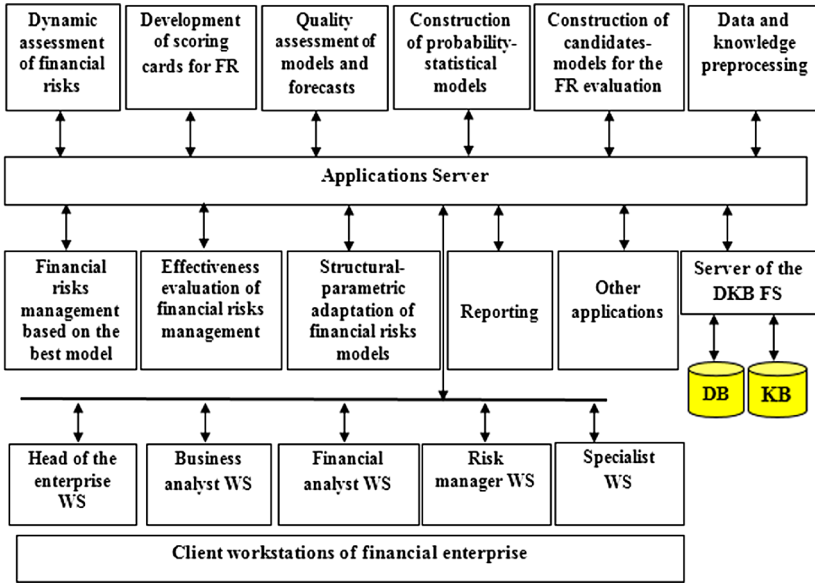 Dynamic
assessment
of financial
risks
Development
of scoring
cards for FR
Quality
assessment of
models and
forecasts
Construction
of probability-
statistical
models
Construction of
candidates-
models for the
FR evaluation
Data and
knowledge
preprocessing
Applications Server
Financial
risks
management
based on the
best model
Effectiveness
evaluation of
financial risks
management
Structural-
parametric
adaptation of
financial risks
models
Reporting
Other
applications
Server of the
DKB FS
DB
KB
Head of the
enterprise
WS
Business
analyst WS
Financial
analyst WS
Risk
manager WS
Specialist
WS
Client workstations of financial enterprise